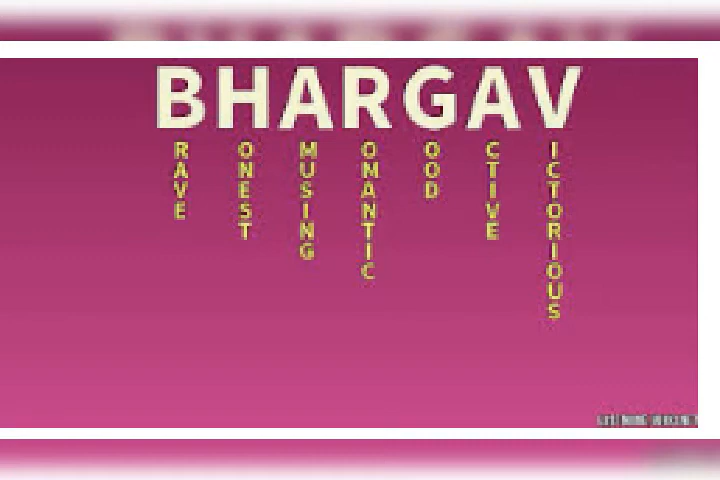 BHARGAV
RAVE
ONEST
MUSING
OMANTIC
OOD
CTIVE
ICTORIOUS